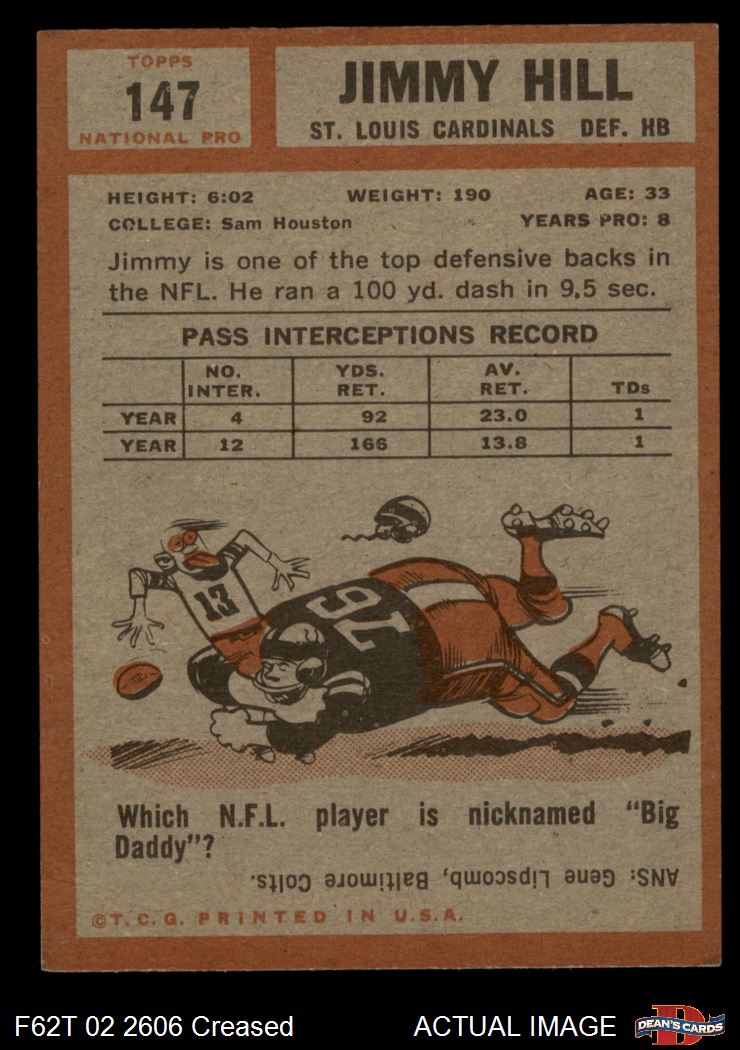 TOPPS
147
NATIONAL PRO
JIMMY HILL
ST. LOUIS CARDINALS DEF. HB
HEIGHT: 6:02 WEIGHT: 190 AGE: 33
COLLEGE: Sam Houston YEARS PRO: 8
Jimmy is one of the top defensive backs in
the NFL. He ran a 100 yd. dash in 9.5 sec.
PASS INTERCEPTIONS RECORD
NO. INTER. YDS. RET. AV. RET. TDs
YEAR 4 92 23.0 1
YEAR 12 166 13.8 1
13
76
Which N.F.L. player is nicknamed "Big
Daddy"?
ANS: Gene Lipscomb, Baltimore Colts.
©T.C.G. PRINTED IN U.S.A.
F62T 02 2606 Creased ACTUAL IMAGE
D
DEAN'S CARDS